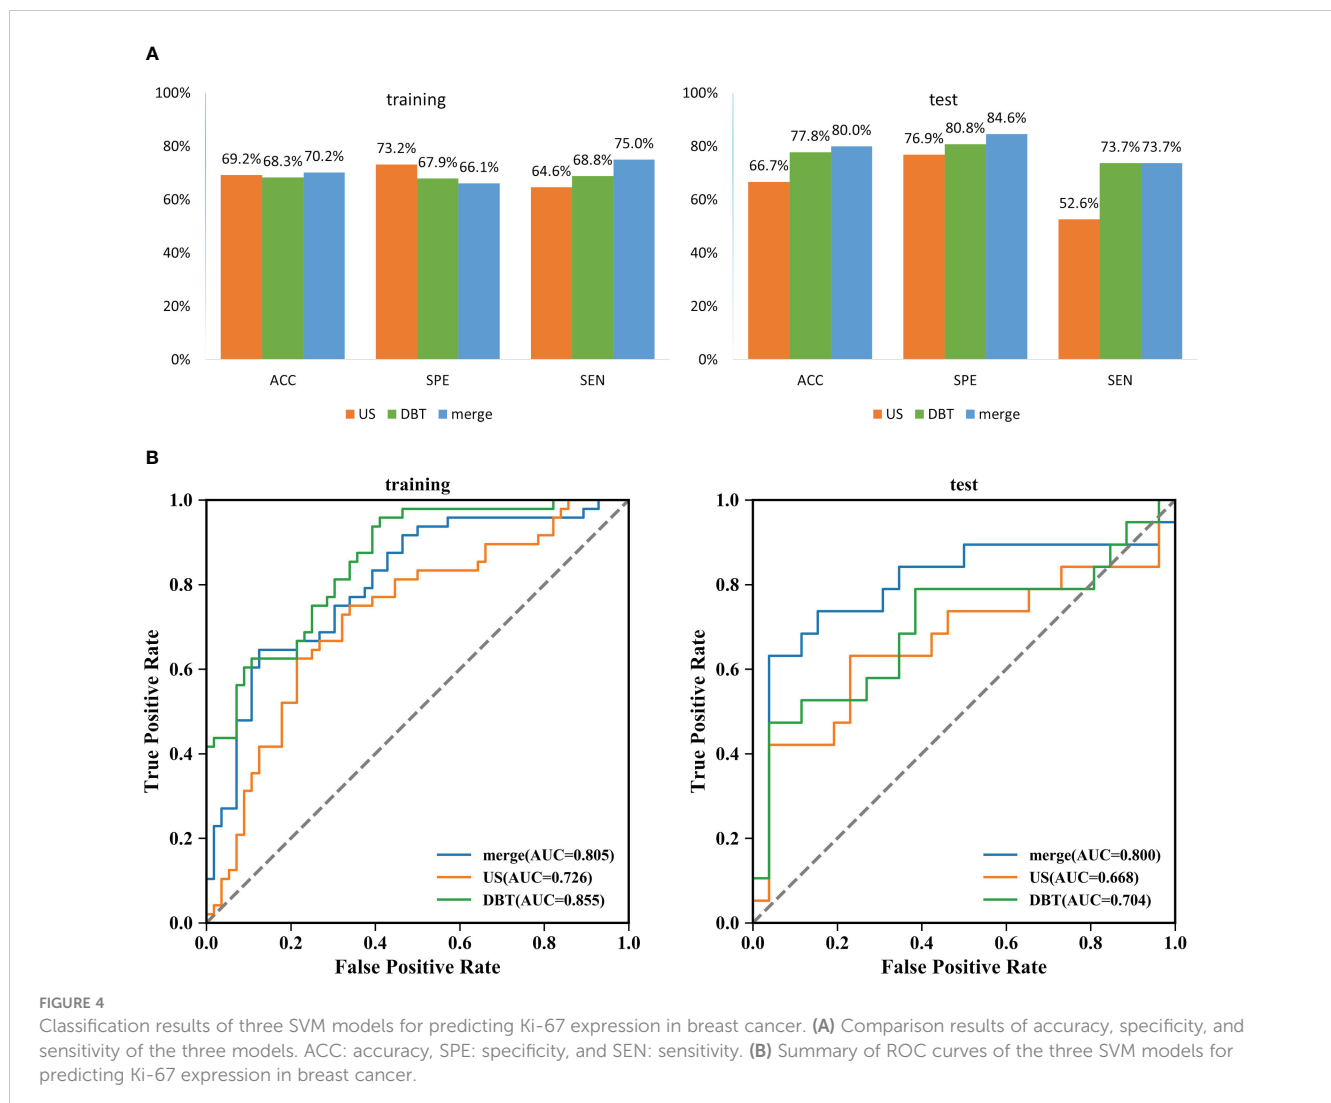 A
training
100%
80%
60%
40%
20%
0%
69.2% 68.3% 70.2%
73.2% 67.9% 66.1%
64.6% 68.8% 75.0%
ACC SPE SEN
US DBT merge
test
100%
80%
60%
40%
20%
0%
66.7% 77.8% 80.0%
76.9% 80.8% 84.6%
52.6% 73.7% 73.7%
ACC SPE SEN
US DBT merge
B
training
True Positive Rate
1.0
0.8
0.6
0.4
0.2
0.0
merge(AUC=0.805)
US(AUC=0.726)
DBT(AUC=0.855)
0.0 0.2 0.4 0.6 0.8 1.0
False Positive Rate
test
True Positive Rate
1.0
0.8
0.6
0.4
0.2
0.0
merge(AUC=0.800)
US(AUC=0.668)
DBT(AUC=0.704)
0.0 0.2 0.4 0.6 0.8 1.0
False Positive Rate
FIGURE 4
Classification results of three SVM models for predicting Ki-67 expression in breast cancer. (A) Comparison results of accuracy, specificity, and
sensitivity of the three models. ACC: accuracy, SPE: specificity, and SEN: sensitivity. (B) Summary of ROC curves of the three SVM models for
predicting Ki-67 expression in breast cancer.